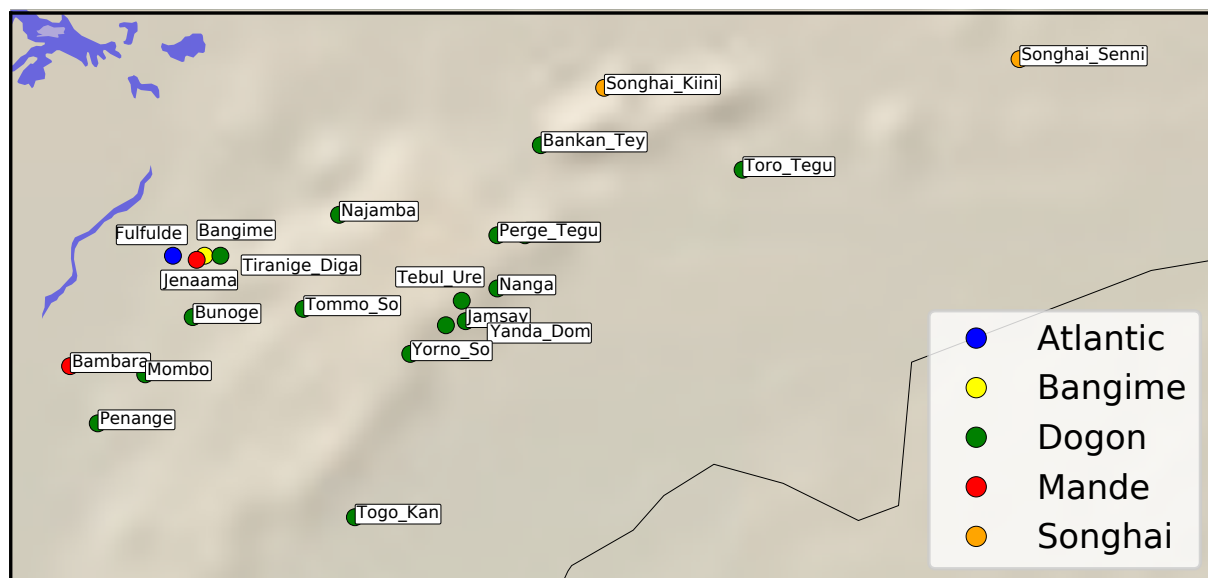 Songhai_Senni
Songhai_Kiini
Bankan_Tey
Toro_Tegu
Najamba
Fulfulde
Bangime
Perge_Tegu
Jenaama
Tiranige_Diga
Tebul_Ure
Nanga
Bunoge
Tommo_So
Jamsay
Yanda_Dom
Yorno_So
Bambara
Mombo
Penange
Togo_Kan
Atlantic
Bangime
Dogon
Mande
Songhai